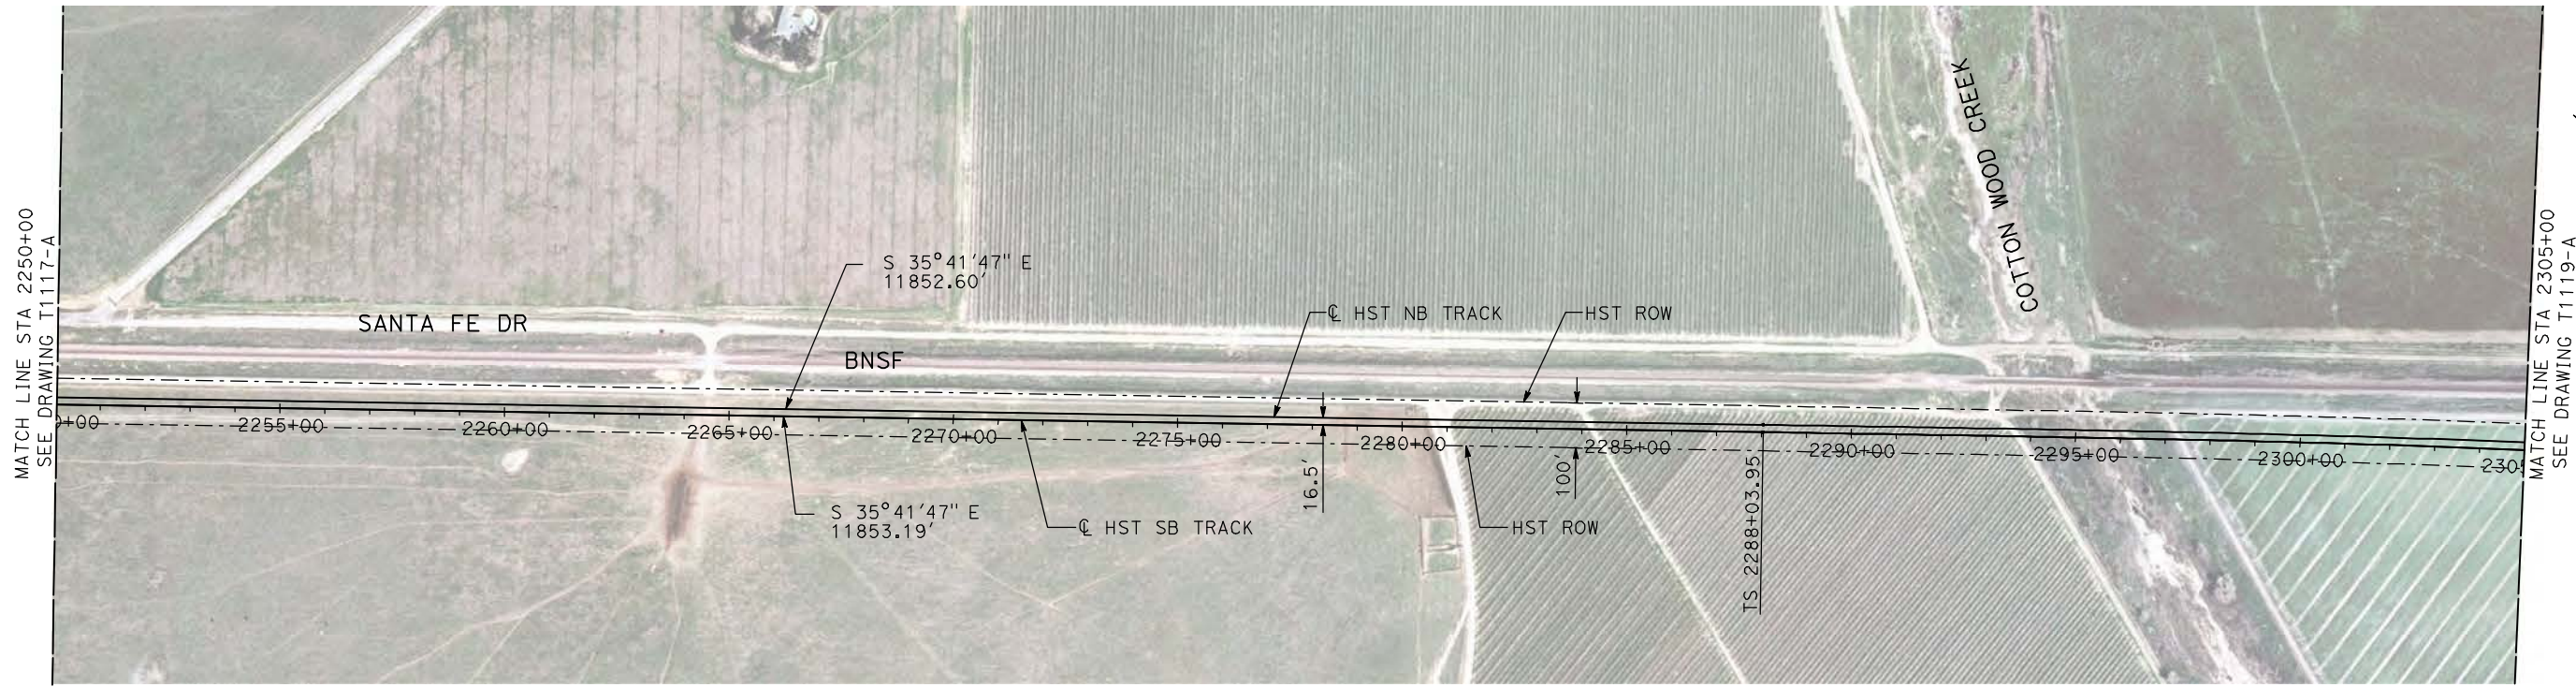 MATCH LINE STA 2250+00
SEE DRAWING T1117-A
COTTON WOOD CREEK
MATCH LINE STA 2305+00
SEE DRAWING T1119-A
S 35°41'47" E
11852.60'
SANTA FE DR
BNSF
℄ HST NB TRACK
HST ROW
0+00
2255+00
2260+00
2265+00
2270+00
2275+00
2280+00
2285+00
2290+00
2295+00
2300+00
230
16.5'
100'
TS 2288+03.95
S 35°41'47" E
11853.19'
℄ HST SB TRACK
HST ROW